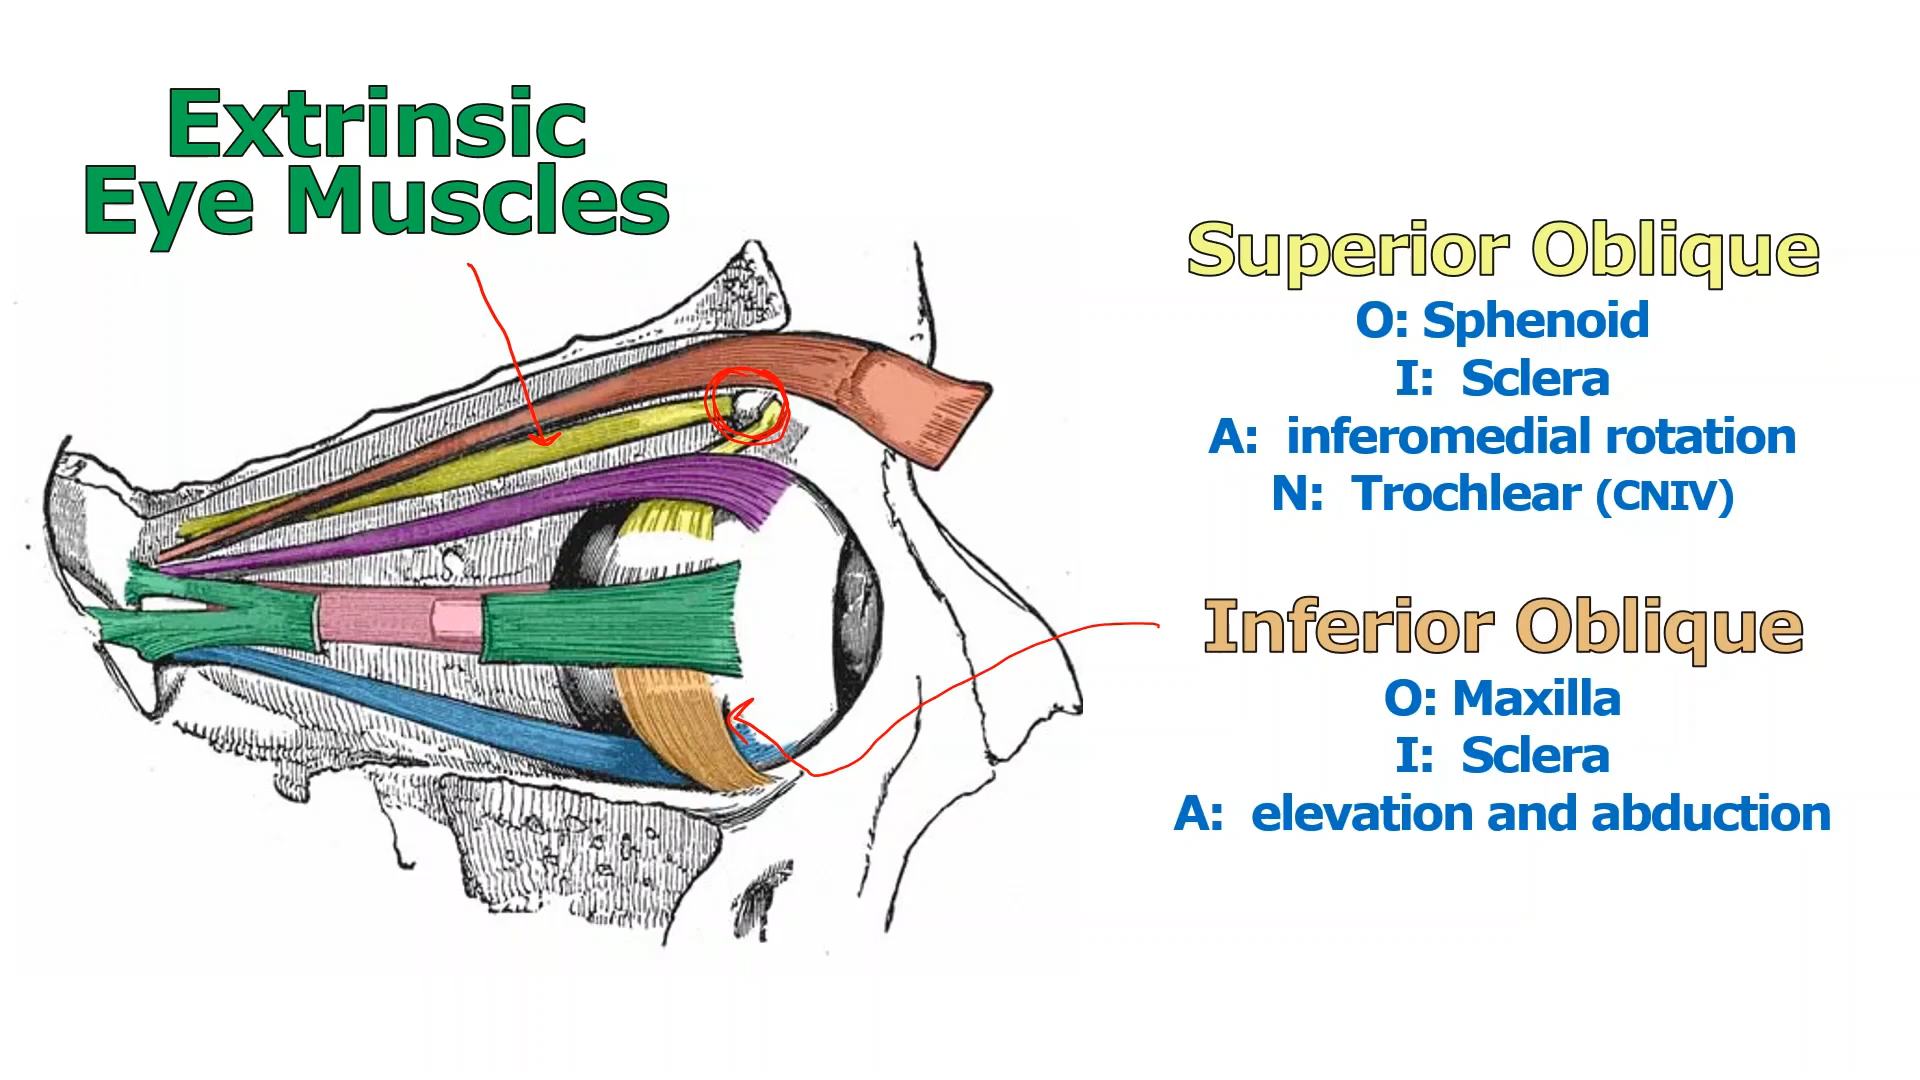 Extrinsic
Eye Muscles
Superior Oblique
O: Sphenoid
I: Sclera
A: inferomedial rotation
N: Trochlear (CNIV)
Inferior Oblique
O: Maxilla
I: Sclera
A: elevation and abduction